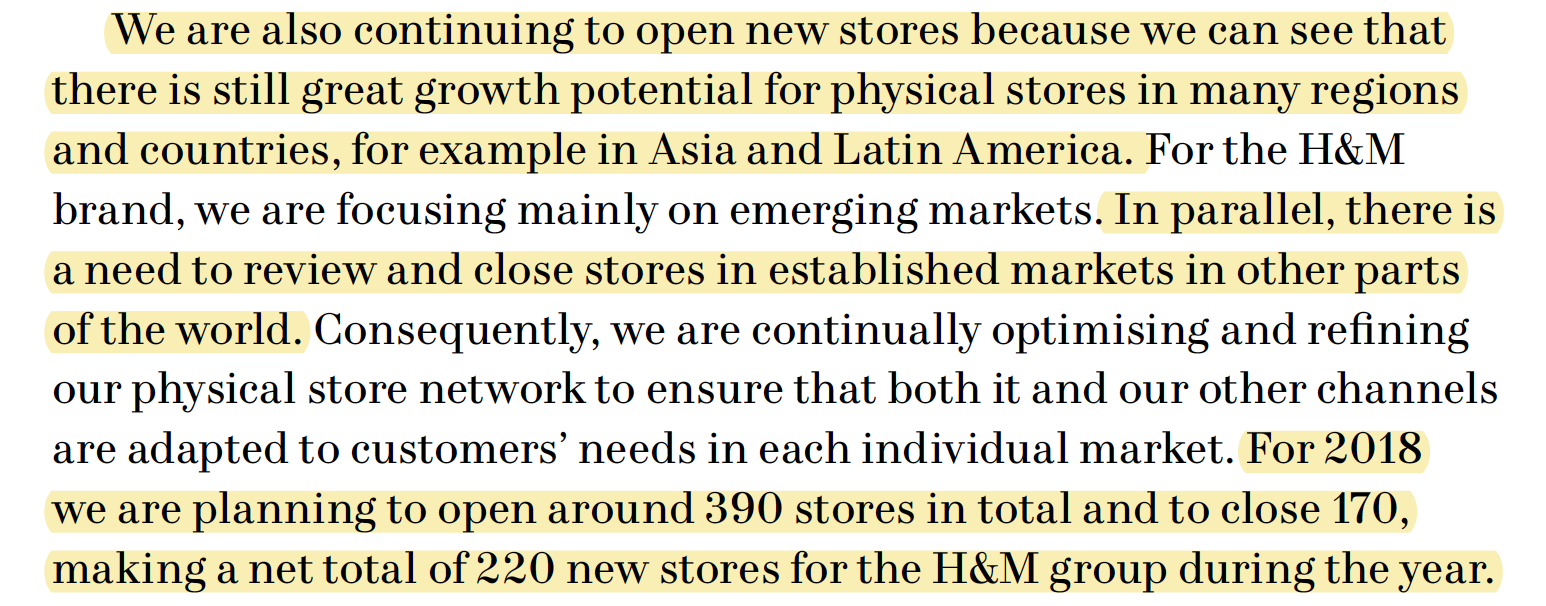 We are also continuing to open new stores because we can see that
there is still great growth potential for physical stores in many regions
and countries, for example in Asia and Latin America. For the H&M
brand, we are focusing mainly on emerging markets. In parallel, there is
a need to review and close stores in established markets in other parts
of the world. Consequently, we are continually optimising and refining
our physical store network to ensure that both it and our other channels
are adapted to customers’ needs in each individual market. For 2018
we are planning to open around 390 stores in total and to close 170,
making a net total of 220 new stores for the H&M group during the year.